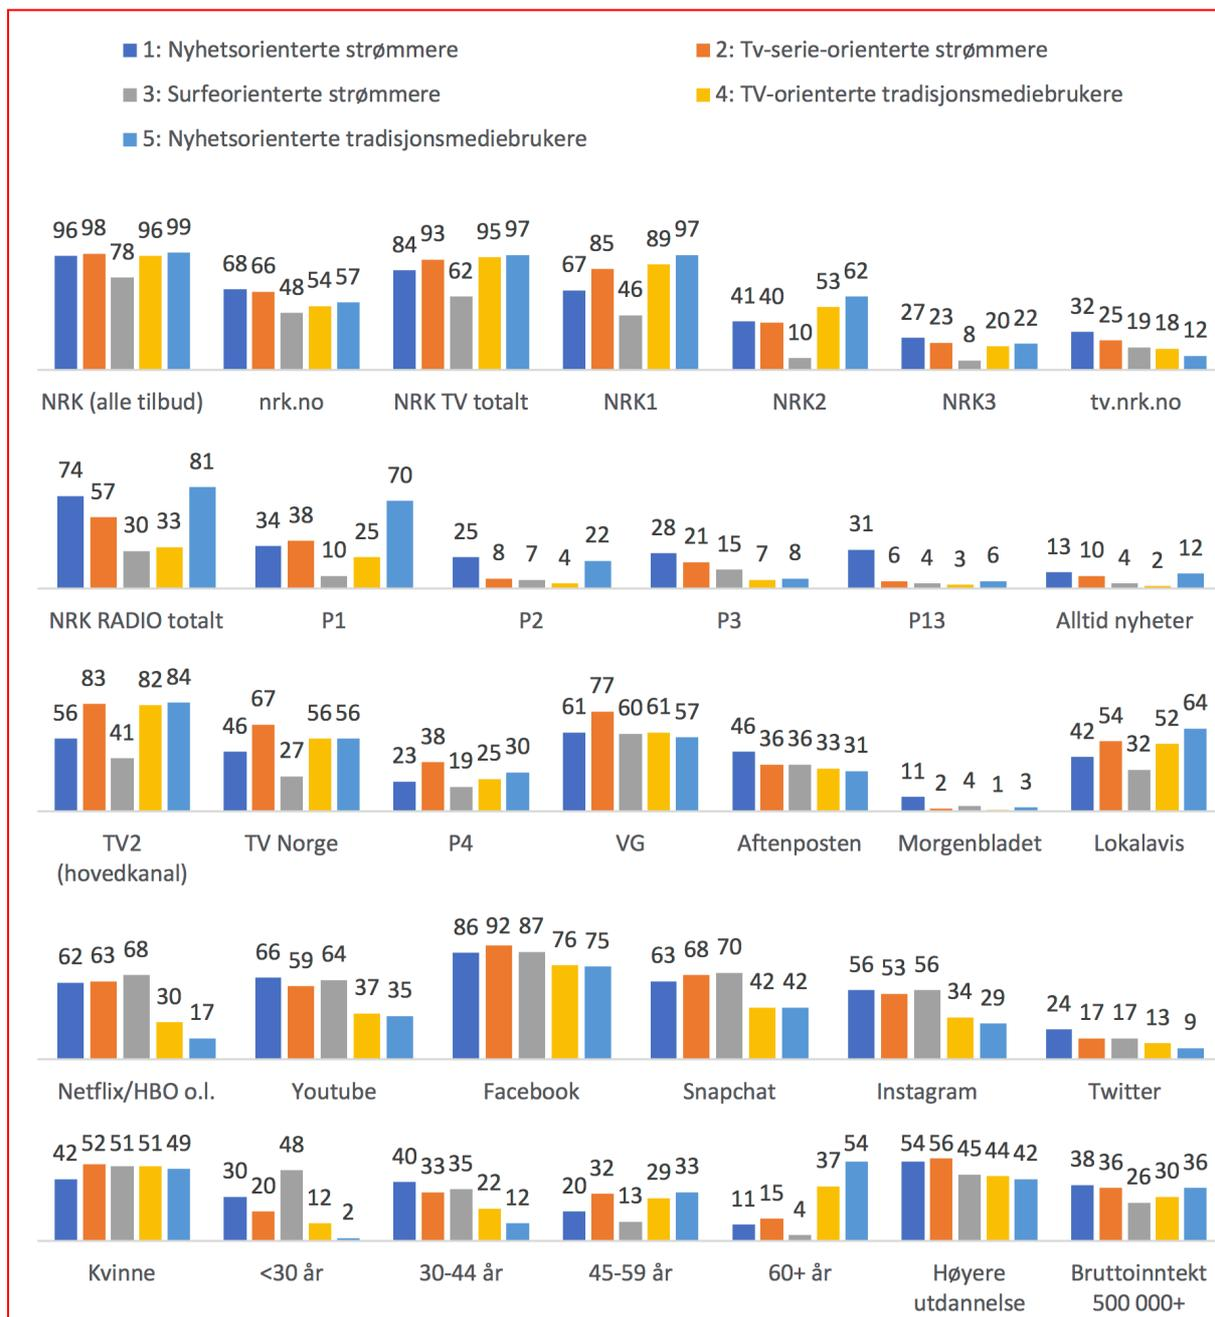 1: Nyhetsorienterte strømmere
2: Tv-serie-orienterte strømmere
3: Surfeorienterte strømmere
4: TV-orienterte tradisjonsmediebrukere
5: Nyhetsorienterte tradisjonsmediebrukere
96 98 78 96 99
68 66 48 54 57
84 93 62 95 97
67 85 46 89 97
41 40 10 53 62
27 23 8 20 22
32 25 19 18 12
NRK (alle tilbud) nrk.no NRK TV totalt NRK1 NRK2 NRK3 tv.nrk.no
74 57 30 33 81
34 38 10 25 70
25 8 7 4 22
28 21 15 7 8
31 6 4 3 6
13 10 4 2 12
NRK RADIO totalt P1 P2 P3 P13 Alltid nyheter
56 83 41 82 84
46 67 27 56 56
23 38 19 25 30
61 77 60 61 57
46 36 36 33 31
11 2 4 1 3
42 54 32 52 64
TV2 TV Norge P4 VG Aftenposten Morgenbladet Lokalavis
(hovedkanal)
62 63 68 30 17
66 59 64 37 35
86 92 87 76 75
63 68 70 42 42
56 53 56 34 29
24 17 17 13 9
Netflix/HBO o.l. Youtube Facebook Snapchat Instagram Twitter
42 52 51 51 49
30 20 48 12 2
40 33 35 22 12
20 32 13 29 33
11 15 4 37 54
54 56 45 44 42
38 36 26 30 36
Kvinne <30 år 30-44 år 45-59 år 60+ år Høyere Bruttoinntekt
utdannelse 500 000+